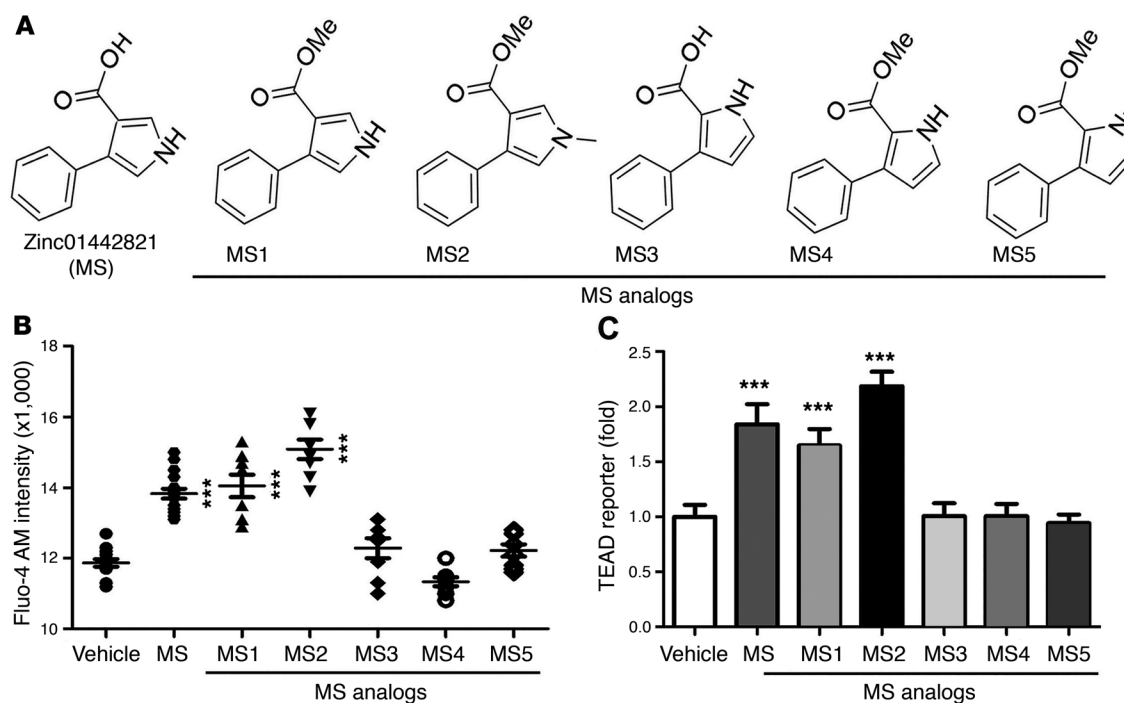 A
OH
O
NH
Zinc01442821
(MS)
OMe
O
NH
MS1
OMe
O
N
MS2
OH
O
NH
MS3
OMe
O
NH
MS4
OMe
O
MS5
MS analogs
B
Fluo-4 AM intensity (x1,000)
18
16
14
12
10
***
***
***
Vehicle MS MS1 MS2 MS3 MS4 MS5
MS analogs
C
TEAD reporter (fold)
2.5
2.0
1.5
1.0
0.5
0.0
***
***
***
Vehicle MS MS1 MS2 MS3 MS4 MS5
MS analogs